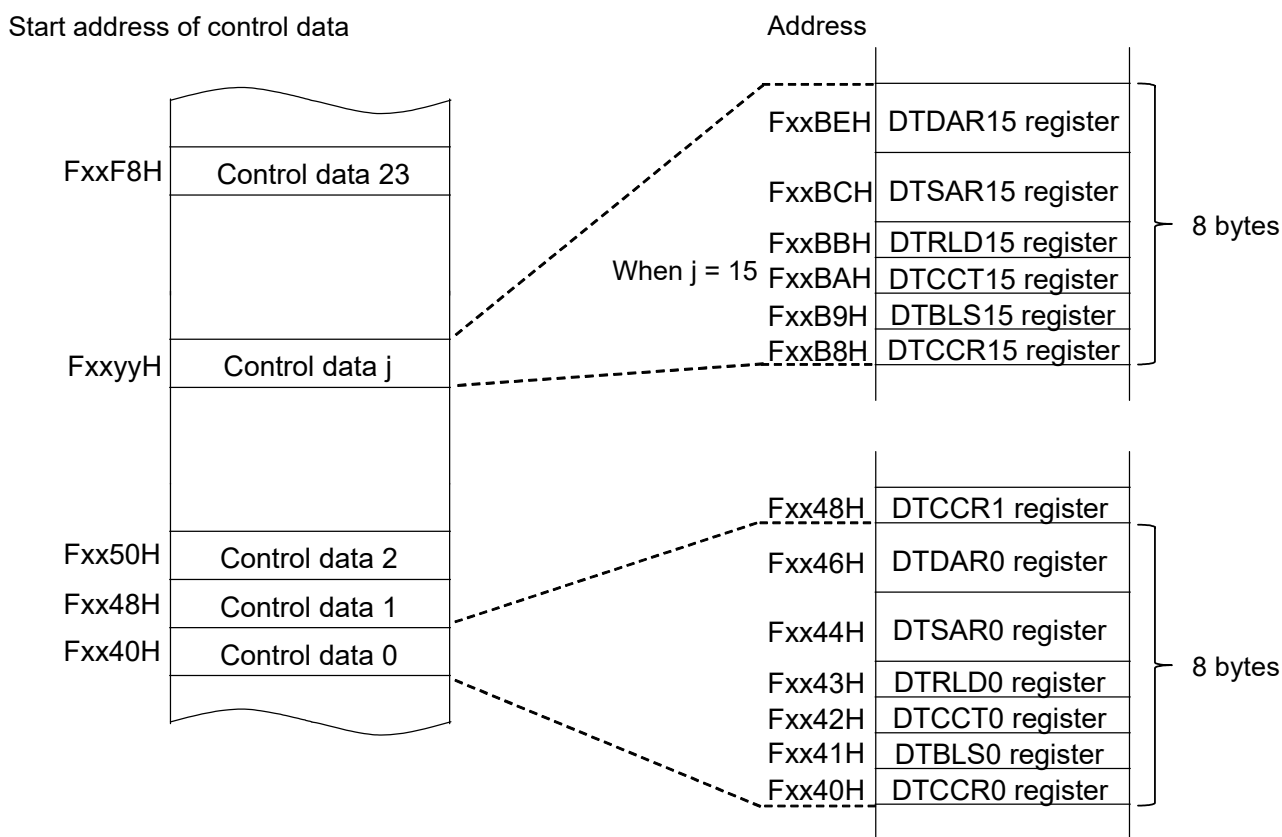 Start address of control data
FxxF8H Control data 23
FxxyyH Control data j
Fxx50H Control data 2
Fxx48H Control data 1
Fxx40H Control data 0
Address
FxxBEH DTDAR15 register
FxxBCH DTSAR15 register
FxxBBH DTRLD15 register
When j = 15 FxxBAH DTCCT15 register
FxxB9H DTBLS15 register
FxxB8H DTCCR15 register
8 bytes
Fxx48H DTCCR1 register
Fxx46H DTDAR0 register
Fxx44H DTSAR0 register
Fxx43H DTRLD0 register
Fxx42H DTCCT0 register
Fxx41H DTBLS0 register
Fxx40H DTCCR0 register
8 bytes